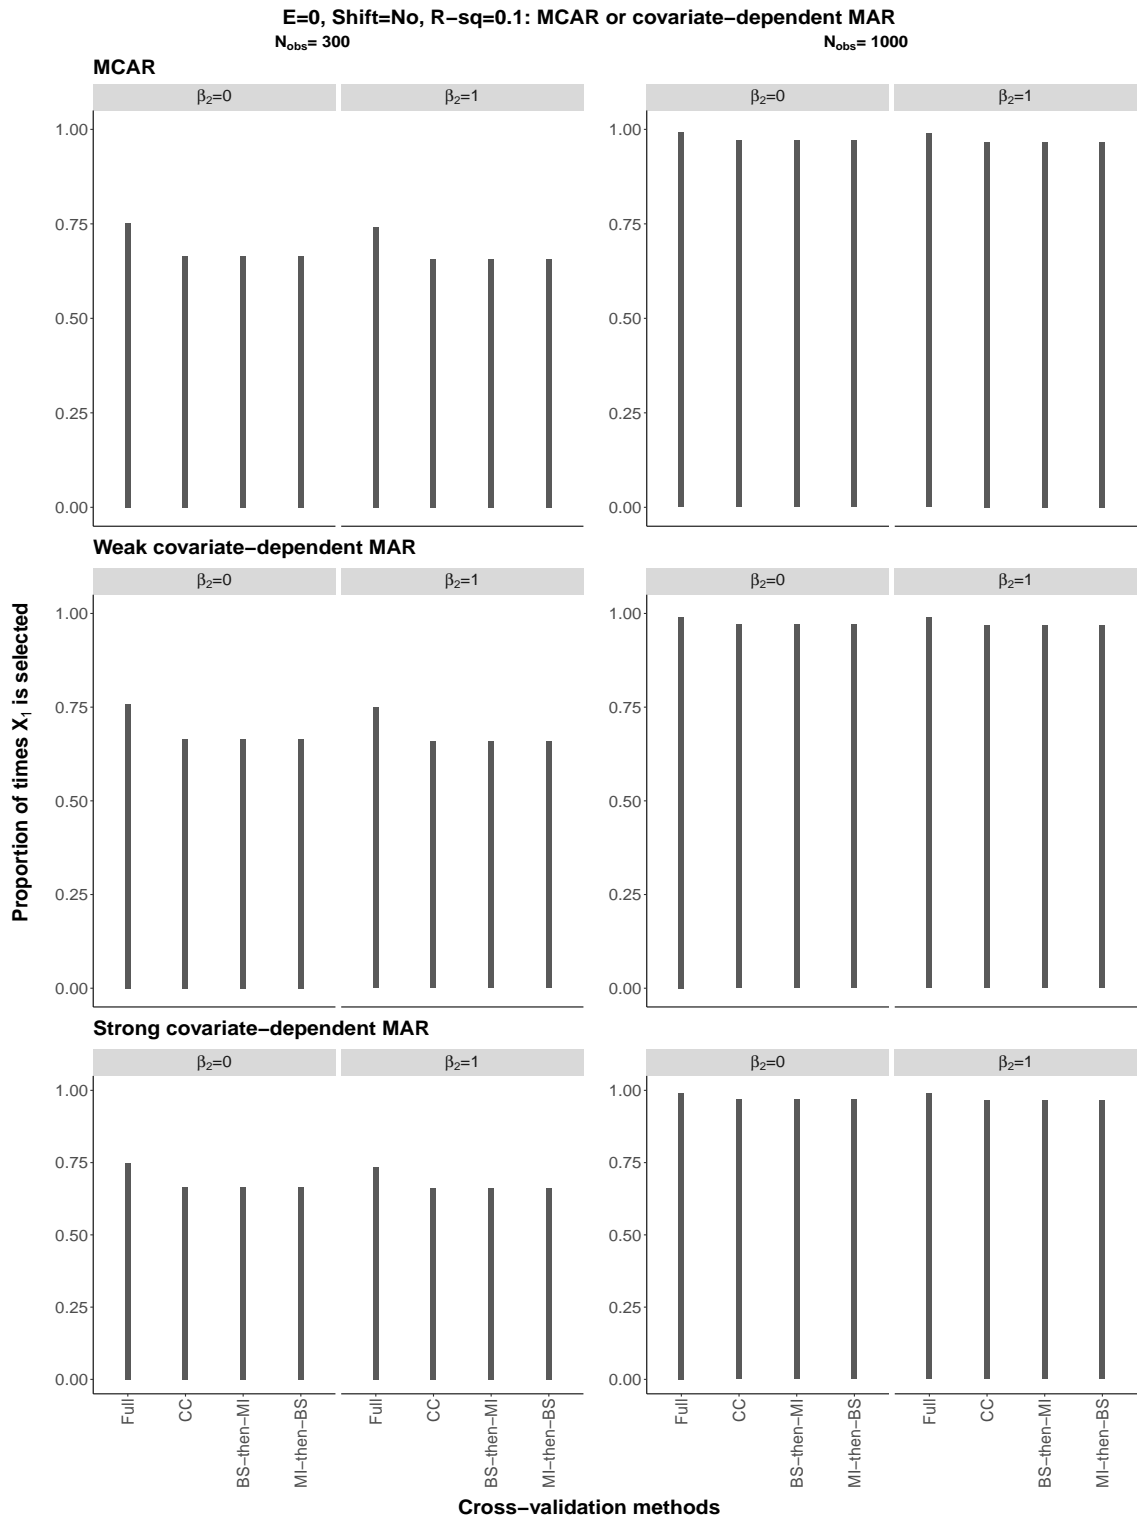 E=0, Shift=No, R−sq=0.1: MCAR or covariate−dependent MAR
Nobs= 300
Nobs= 1000
MCAR
β2=0
β2=1
β2=0
β2=1
1.00
0.75
0.50
0.25
0.00
1.00
0.75
0.50
0.25
0.00
Weak covariate−dependent MAR
β2=0
β2=1
β2=0
β2=1
1.00
0.75
0.50
0.25
0.00
1.00
0.75
0.50
0.25
0.00
Proportion of times X1 is selected
Strong covariate−dependent MAR
β2=0
β2=1
β2=0
β2=1
1.00
0.75
0.50
0.25
0.00
1.00
0.75
0.50
0.25
0.00
Full
CC
BS−then−MI
MI−then−BS
Full
CC
BS−then−MI
MI−then−BS
Full
CC
BS−then−MI
MI−then−BS
Full
CC
BS−then−MI
MI−then−BS
Cross−validation methods